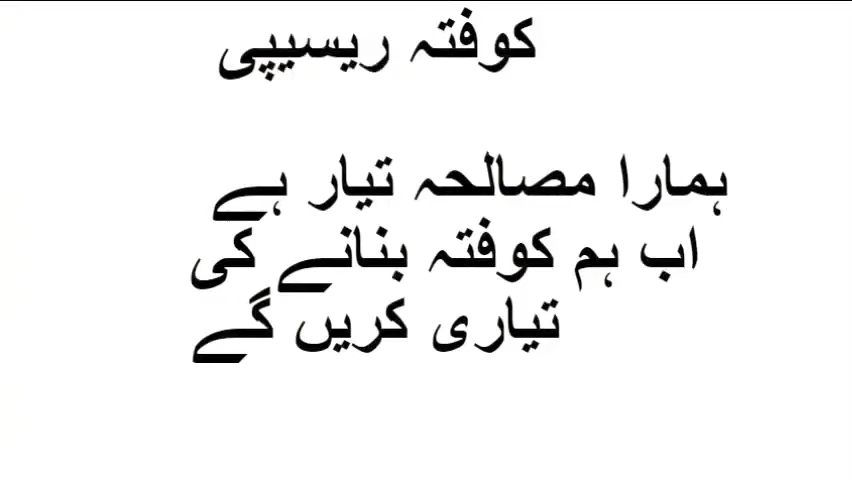 کوفتہ ریسیپی
ہمارا مصالحہ تیار ہے
اب ہم کوفتہ بنانے کی
تیاری کریں گے